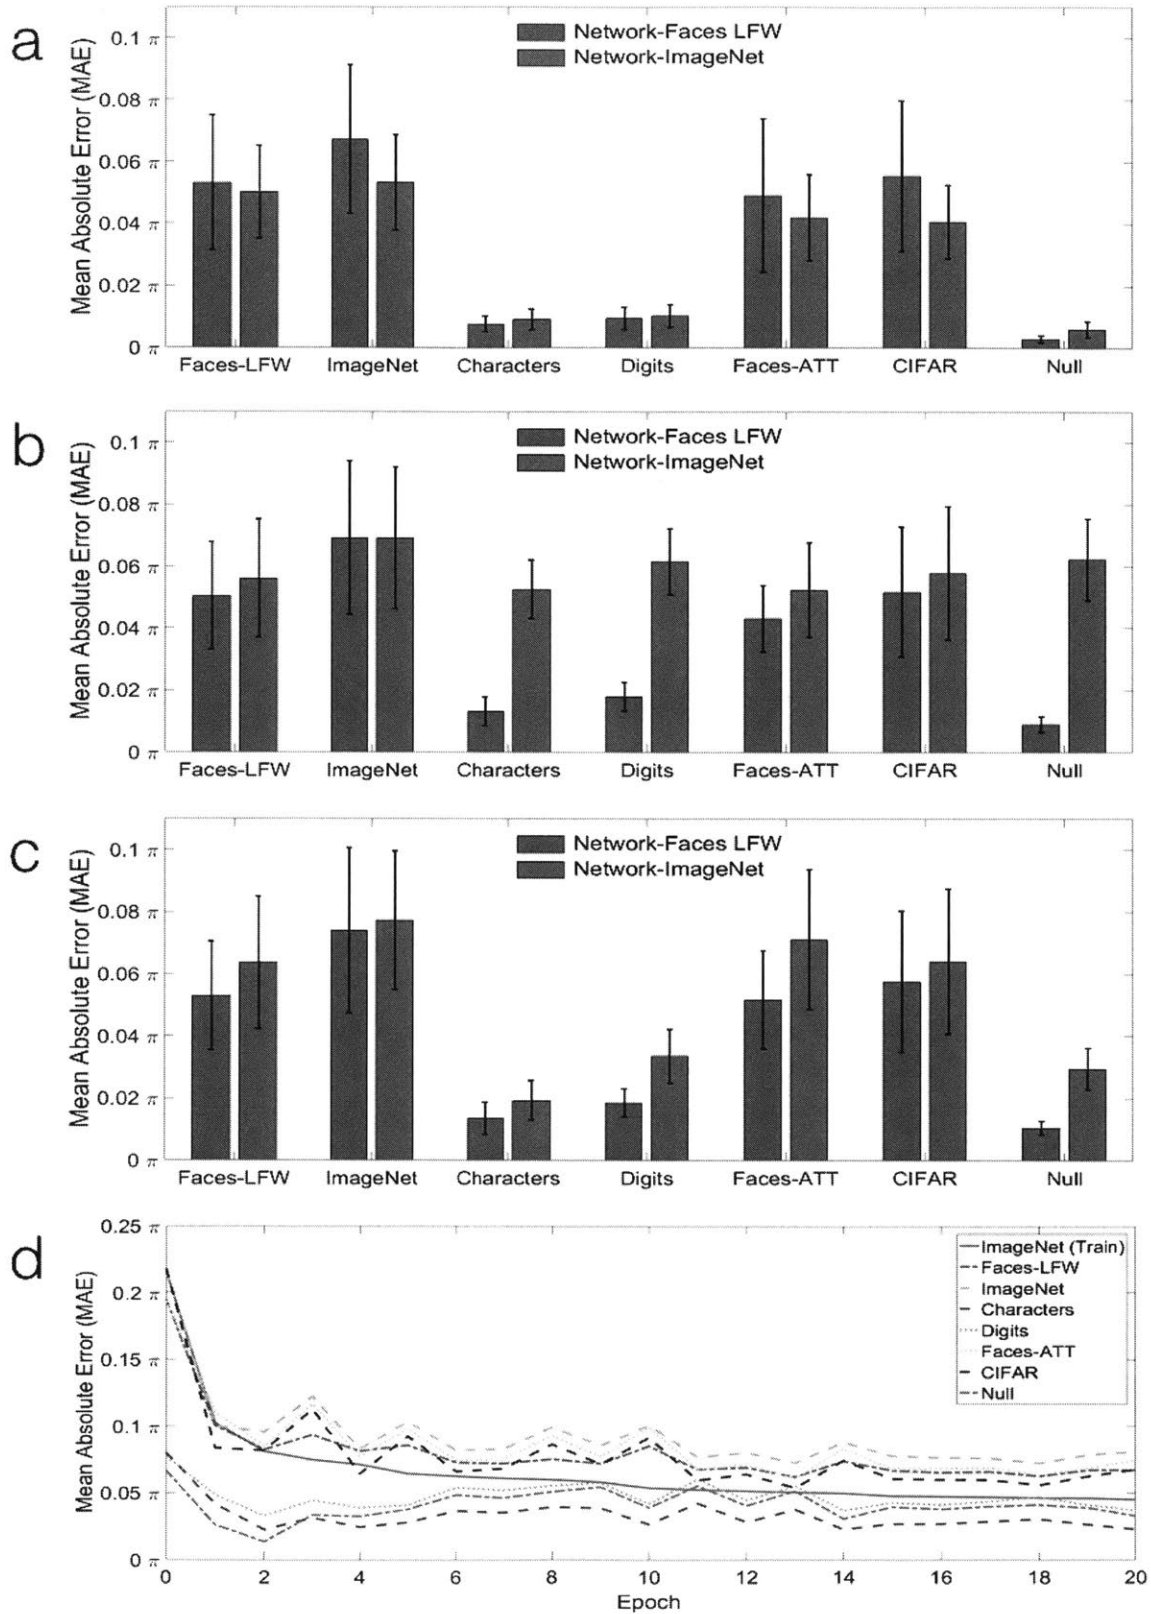 a
Mean Absolute Error (MAE)
0.1 π
0.08 π
0.06 π
0.04 π
0.02 π
0 π
Network-Faces LFW
Network-ImageNet
Faces-LFW ImageNet Characters Digits Faces-ATT CIFAR Null
b
Mean Absolute Error (MAE)
0.1 π
0.08 π
0.06 π
0.04 π
0.02 π
0 π
Network-Faces LFW
Network-ImageNet
Faces-LFW ImageNet Characters Digits Faces-ATT CIFAR Null
c
Mean Absolute Error (MAE)
0.1 π
0.08 π
0.06 π
0.04 π
0.02 π
0 π
Network-Faces LFW
Network-ImageNet
Faces-LFW ImageNet Characters Digits Faces-ATT CIFAR Null
d
Mean Absolute Error (MAE)
0.25 π
0.2 π
0.15 π
0.1 π
0.05 π
0 π
ImageNet (Train)
Faces-LFW
ImageNet
Characters
Digits
Faces-ATT
CIFAR
Null
0 2 4 6 8 10 12 14 16 18 20
Epoch